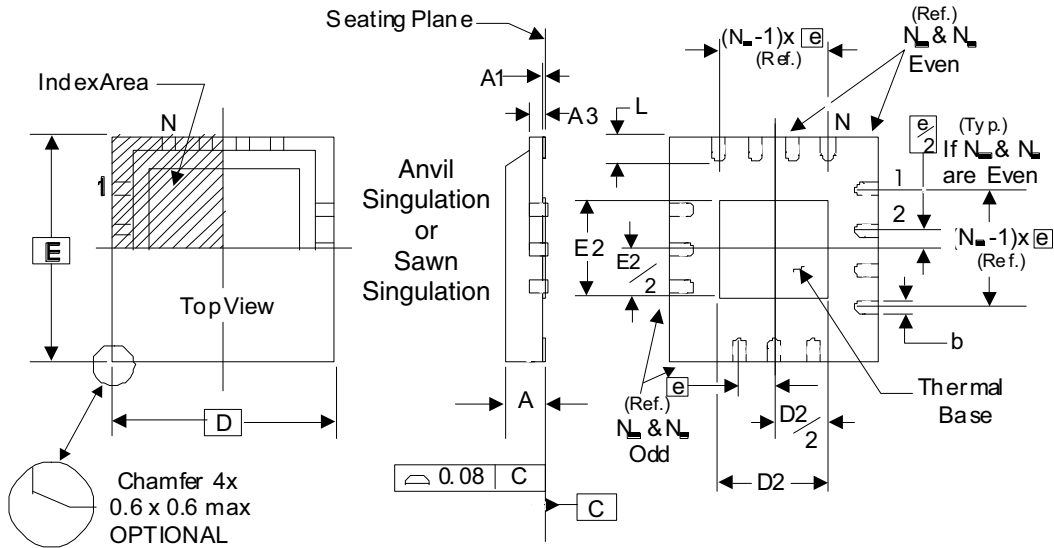 Seating Plane
(Ref.)
N & N
Even
(N -1)x e
(Ref.)
IndexArea
A1
A3
L
N
N
e/2
(Typ.)
If N & N
are Even
1
1
2
(N -1)x e
(Ref.)
Anvil
Singulation
or
Sawn
Singulation
E
E2
E2/2
Top View
b
Thermal
Base
A
e
D2/2
(Ref.)
N & N
Odd
D
D2
0.08 C
C
Chamfer 4x
0.6 x 0.6 max
OPTIONAL